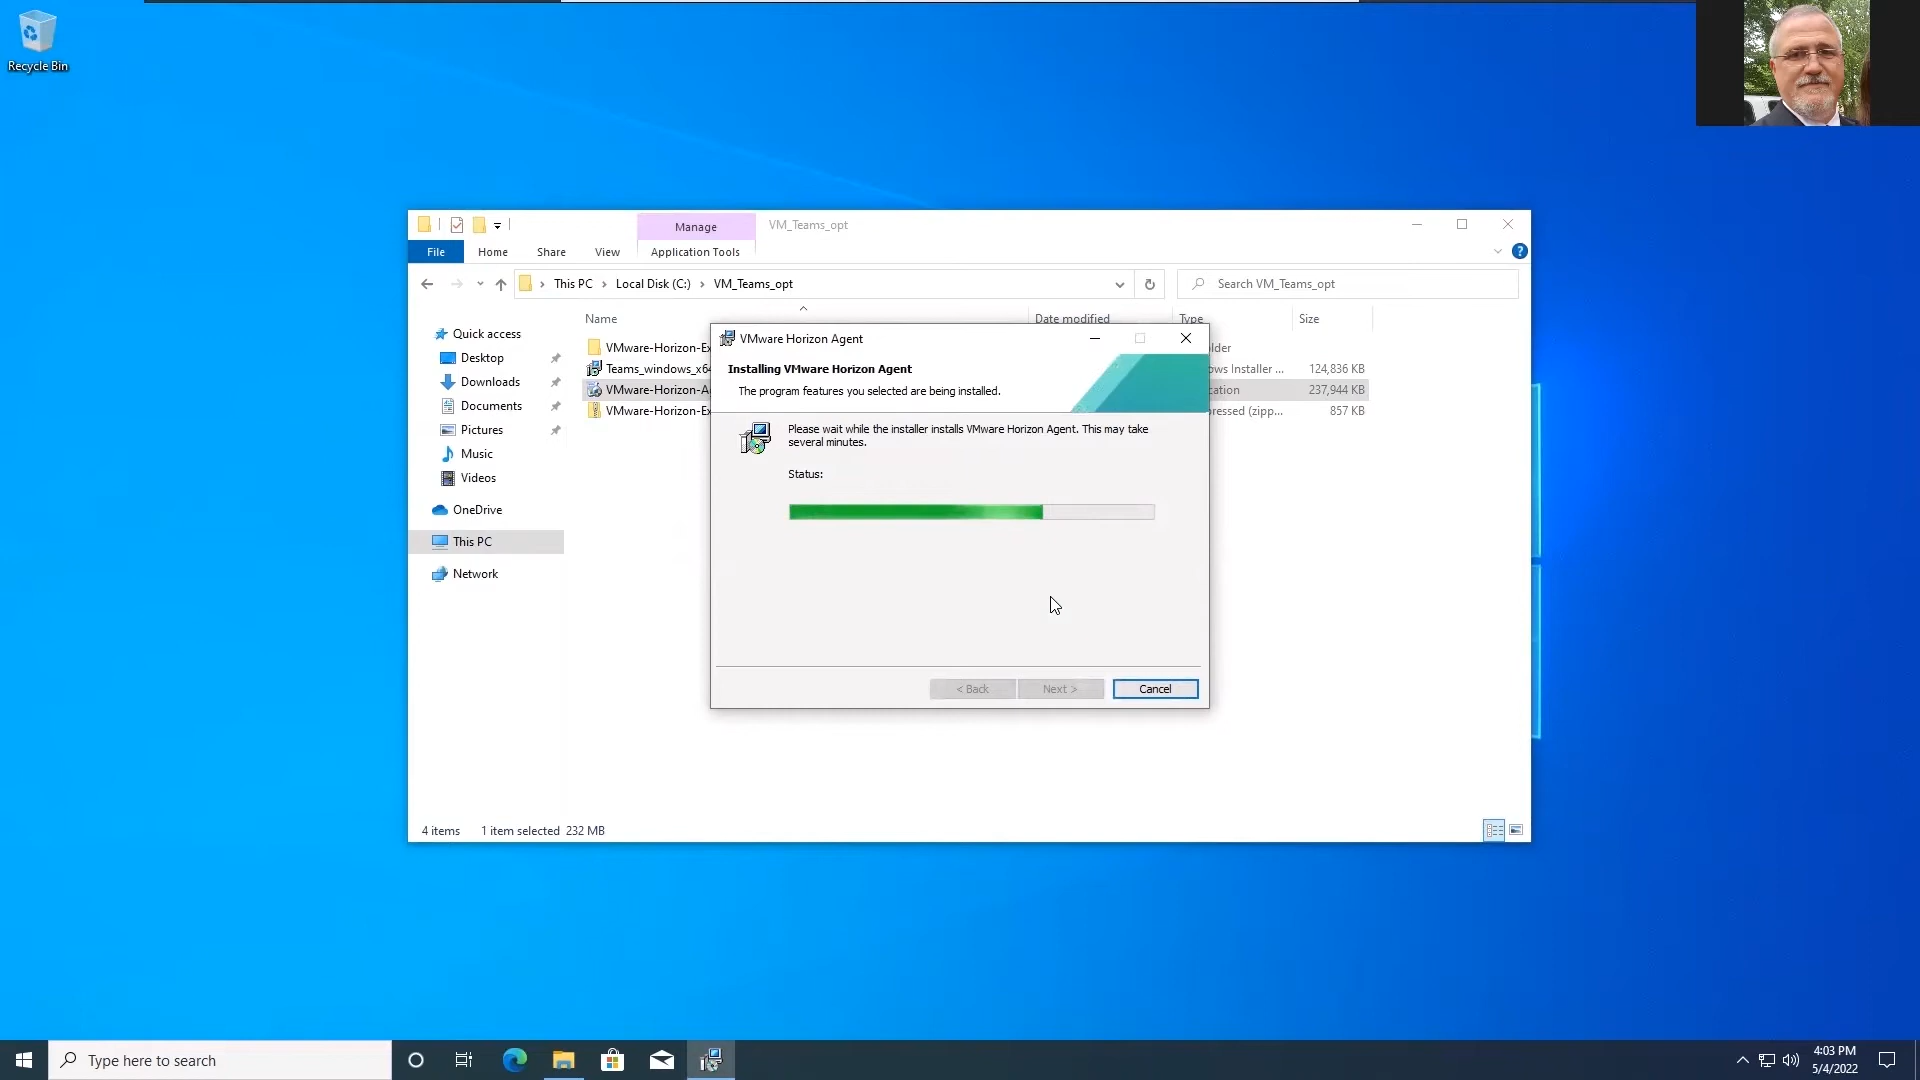 Recycle Bin
Manage
VM_Teams_opt
File
Home
Share
View
Application Tools
This PC
Local Disk (C:)
VM_Teams_opt
Search VM_Teams_opt
Name
Date modified
Type
Size
Quick access
Desktop
Downloads
Documents
Pictures
Music
Videos
OneDrive
This PC
Network
VMware-Horizon-Ex
lder
Teams_windows_x64
ows Installer ...
124,836 KB
VMware-Horizon-A
cation
237,944 KB
VMware-Horizon-Ex
pressed (zipp...
857 KB
VMware Horizon Agent
Installing VMware Horizon Agent
The program features you selected are being installed.
Please wait while the installer installs VMware Horizon Agent. This may take
several minutes.
Status:
< Back
Next >
Cancel
4 items
1 item selected 232 MB
Type here to search
4:03 PM
5/4/2022